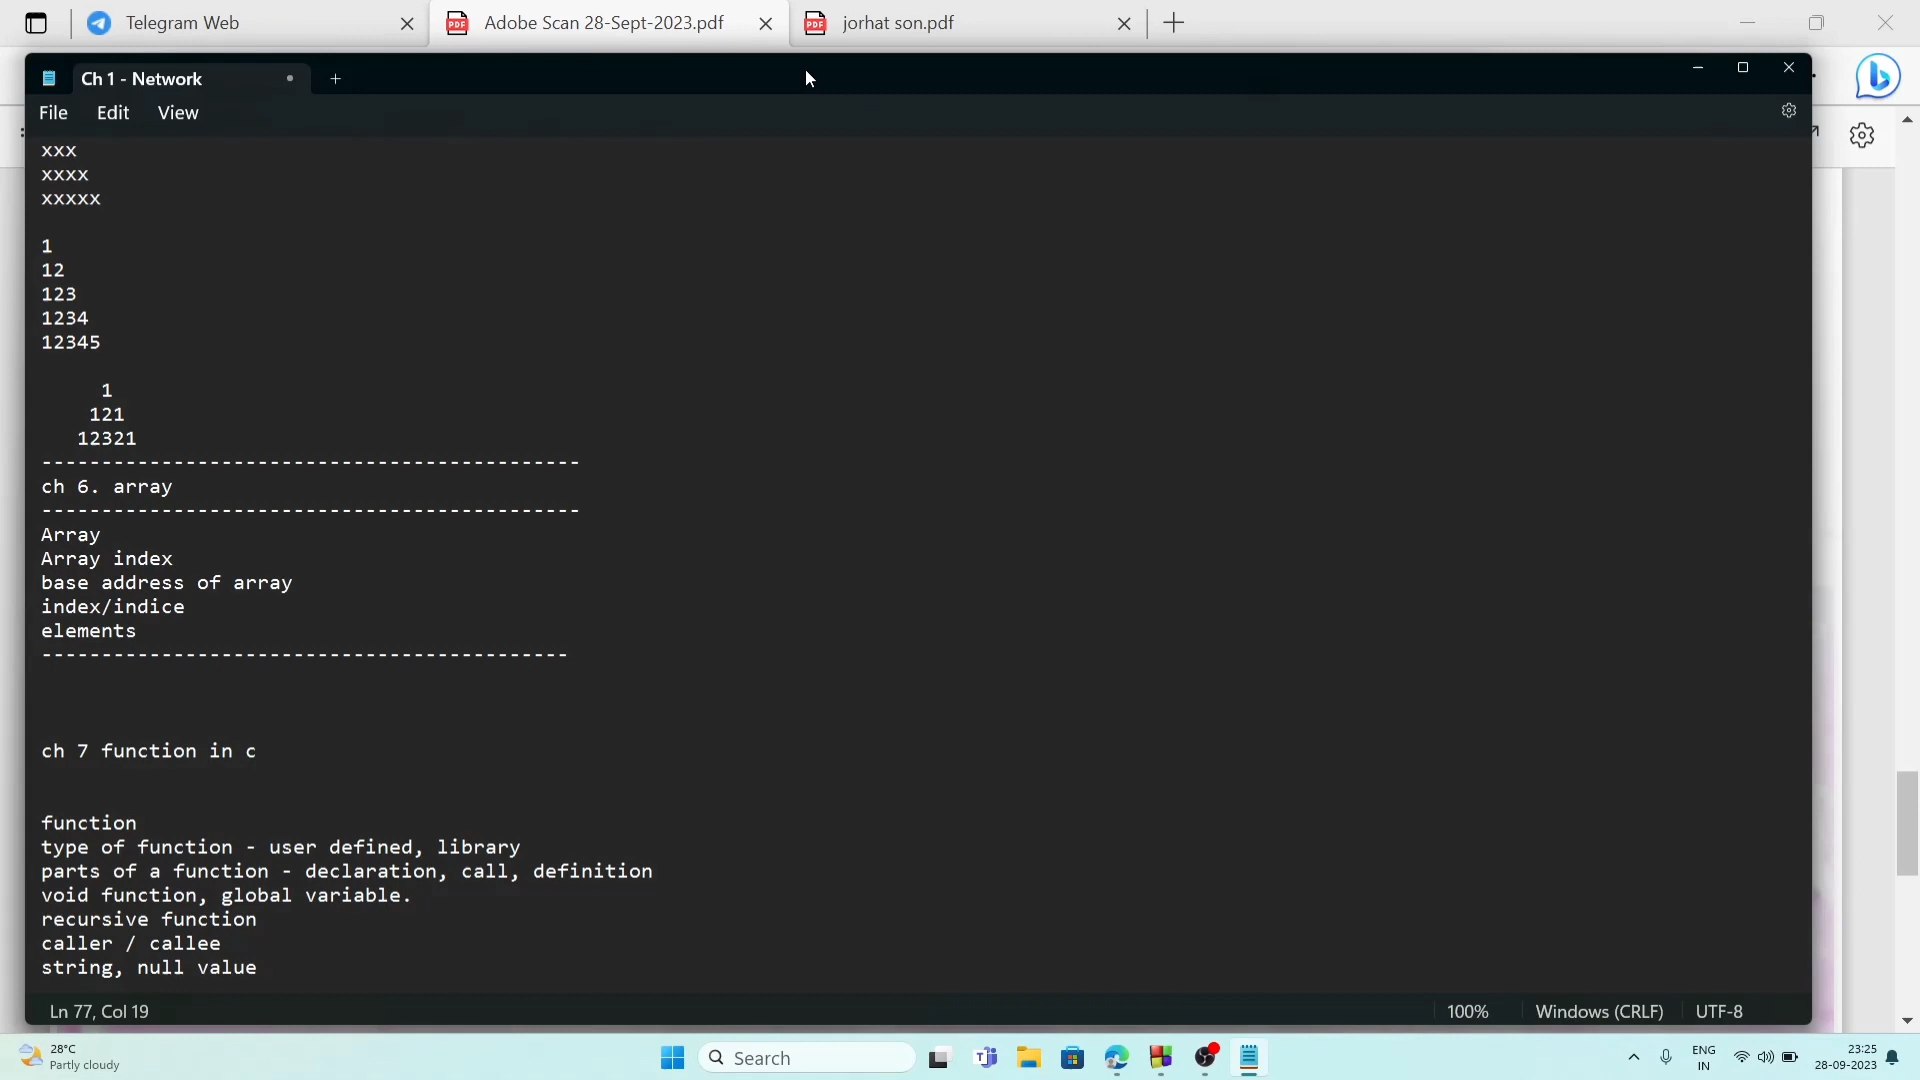 Telegram Web
Adobe Scan 28-Sept-2023.pdf
jorhat son.pdf
Ch 1 - Network
File Edit View
xxx
xxxx
xxxxx
1
12
123
1234
12345
1
121
12321
---------------------------------------------
ch 6. array
---------------------------------------------
Array
Array index
base address of array
index/indice
elements
--------------------------------------------
ch 7 function in c
function
type of function - user defined, library
parts of a function - declaration, call, definition
void function, global variable.
recursive function
caller / callee
string, null value
Ln 77, Col 19
100%
Windows (CRLF)
UTF-8
28°C
Partly cloudy
Search
ENG
IN
23:25
28-09-2023